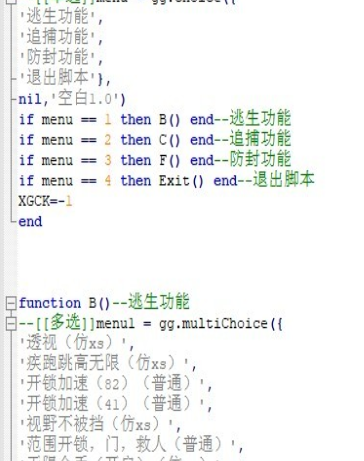 --[[单选]]menu = gg.choice({
'逃生功能',
'追捕功能',
'防封功能',
'退出脚本'},
nil,'空白1.0')
if menu == 1 then B() end--逃生功能
if menu == 2 then C() end--追捕功能
if menu == 3 then F() end--防封功能
if menu == 4 then Exit() end--退出脚本
XGCK=-1
end
function B()--逃生功能
--[[多选]]menu1 = gg.multiChoice({
'透视（仿xs）',
'疾跑跳高无限（仿xs）',
'开锁加速（82）（普通）',
'开锁加速（41）（普通）',
'视野不被挡（仿xs）',
'范围开锁，门，救人（普通）',